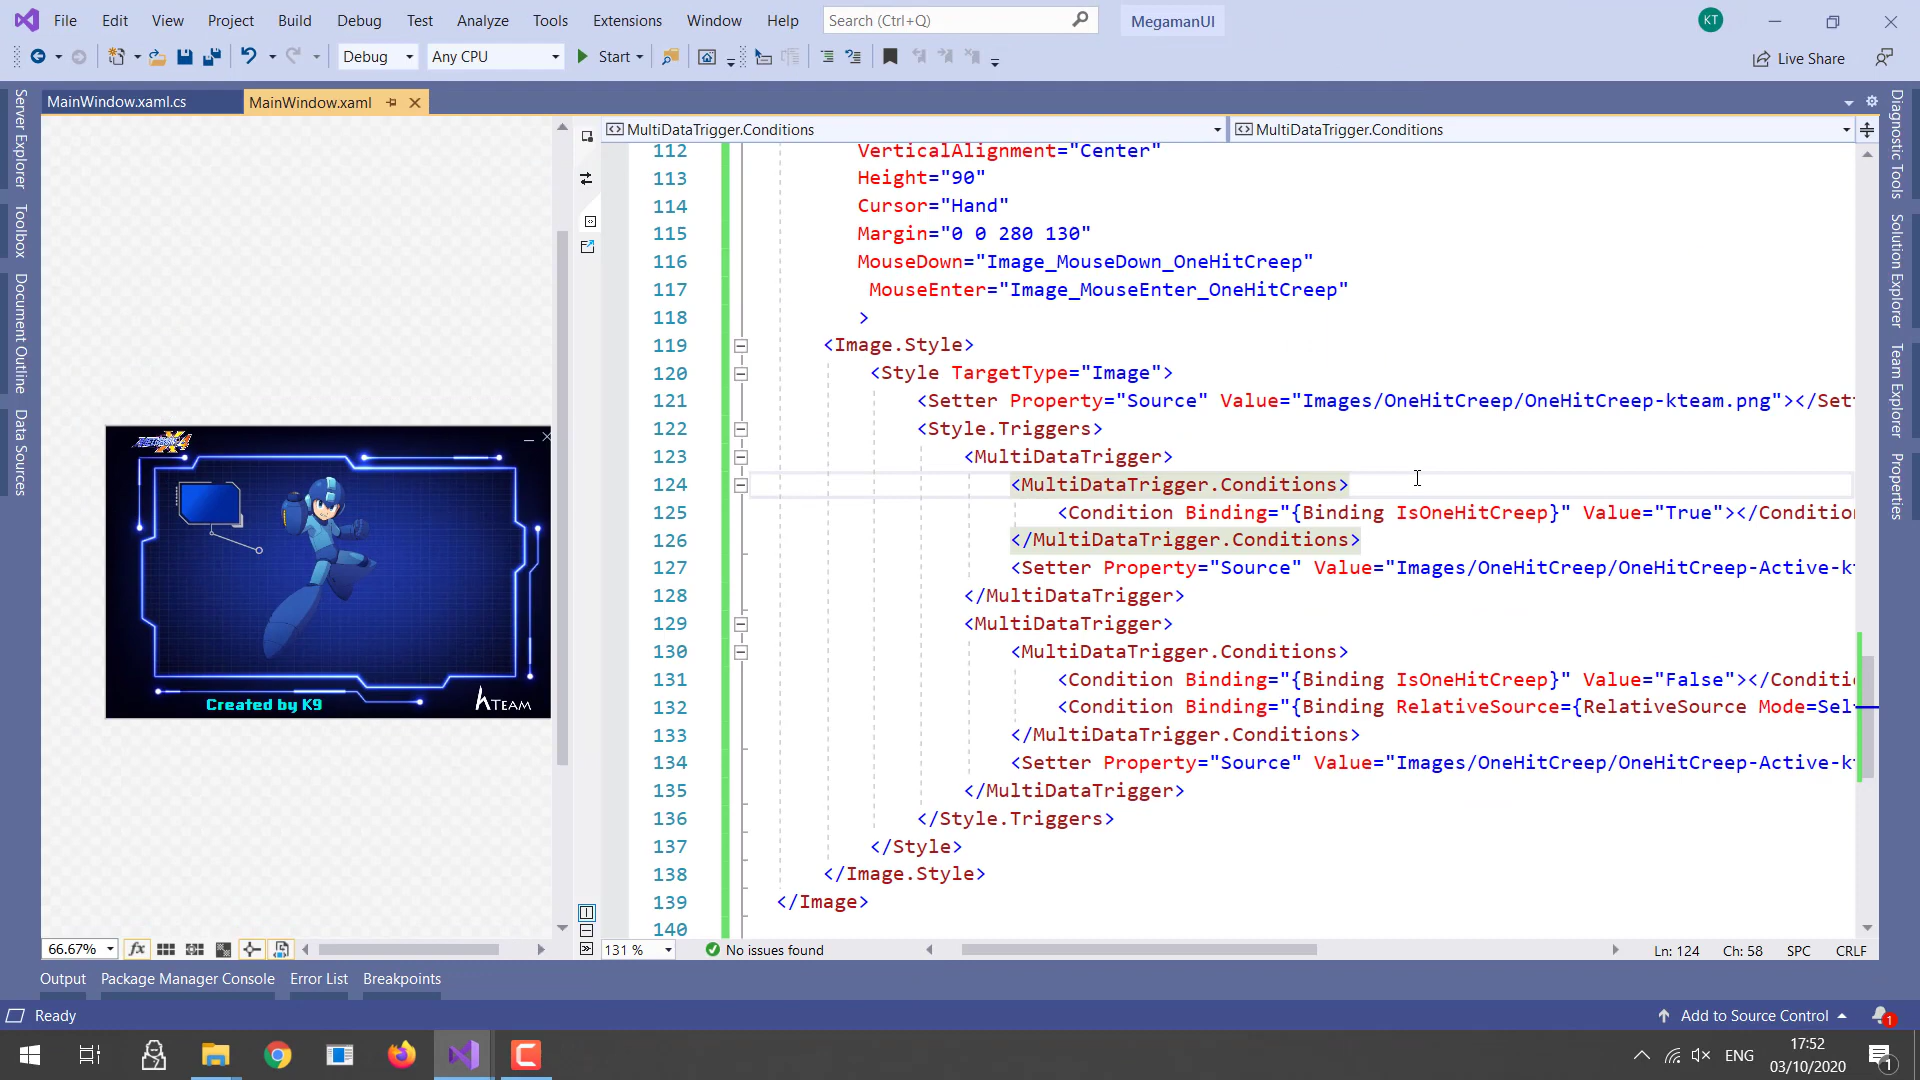 File Edit View Project Build Debug Test Analyze Tools Extensions Window Help Search (Ctrl+Q) MegamanUI KT
Debug Any CPU Start Live Share
MainWindow.xaml.cs MainWindow.xaml
MultiDataTrigger.Conditions MultiDataTrigger.Conditions
Server Explorer
Toolbox
Document Outline
Data Sources
Created by K9
TEAM
112 VerticalAlignment="Center"
113 Height="90"
114 Cursor="Hand"
115 Margin="0 0 280 130"
116 MouseDown="Image_MouseDown_OneHitCreep"
117 MouseEnter="Image_MouseEnter_OneHitCreep"
118 >
119 <Image.Style>
120 <Style TargetType="Image">
121 <Setter Property="Source" Value="Images/OneHitCreep/OneHitCreep-kteam.png"></Sett
122 <Style.Triggers>
123 <MultiDataTrigger>
124 <MultiDataTrigger.Conditions>
125 <Condition Binding="{Binding IsOneHitCreep}" Value="True"></Condition
126 </MultiDataTrigger.Conditions>
127 <Setter Property="Source" Value="Images/OneHitCreep/OneHitCreep-Active-k
128 </MultiDataTrigger>
129 <MultiDataTrigger>
130 <MultiDataTrigger.Conditions>
131 <Condition Binding="{Binding IsOneHitCreep}" Value="False"></Conditi
132 <Condition Binding="{Binding RelativeSource={RelativeSource Mode=Sel
133 </MultiDataTrigger.Conditions>
134 <Setter Property="Source" Value="Images/OneHitCreep/OneHitCreep-Active-k
135 </MultiDataTrigger>
136 </Style.Triggers>
137 </Style>
138 </Image.Style>
139 </Image>
140
Diagnostic Tools
Solution Explorer
Team Explorer
Properties
66.67% fx 131 % No issues found Ln: 124 Ch: 58 SPC CRLF
Output Package Manager Console Error List Breakpoints
Ready Add to Source Control 1
ENG 17:52
03/10/2020 1